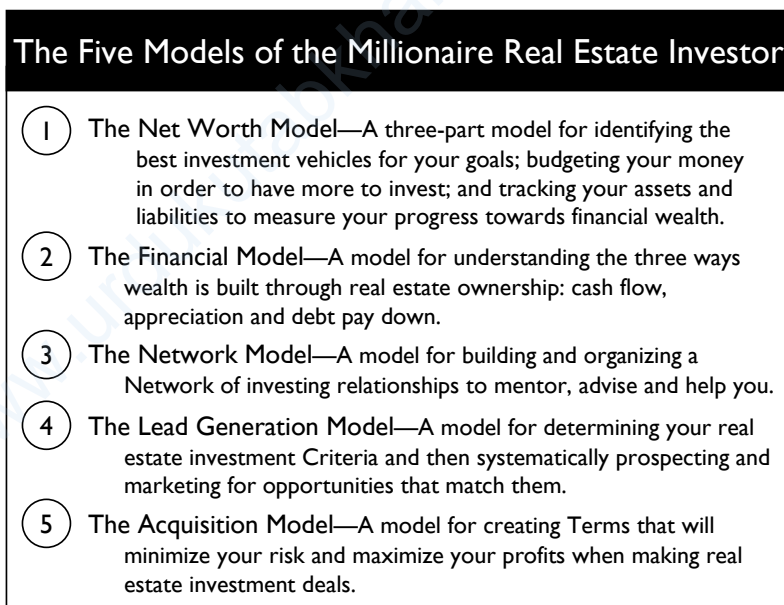 The Five Models of the Millionaire Real Estate Investor
1 The Net Worth Model—A three-part model for identifying the
best investment vehicles for your goals; budgeting your money
in order to have more to invest; and tracking your assets and
liabilities to measure your progress towards financial wealth.
2 The Financial Model—A model for understanding the three ways
wealth is built through real estate ownership: cash flow,
appreciation and debt pay down.
3 The Network Model—A model for building and organizing a
Network of investing relationships to mentor, advise and help you.
4 The Lead Generation Model—A model for determining your real
estate investment Criteria and then systematically prospecting and
marketing for opportunities that match them.
5 The Acquisition Model—A model for creating Terms that will
minimize your risk and maximize your profits when making real
estate investment deals.